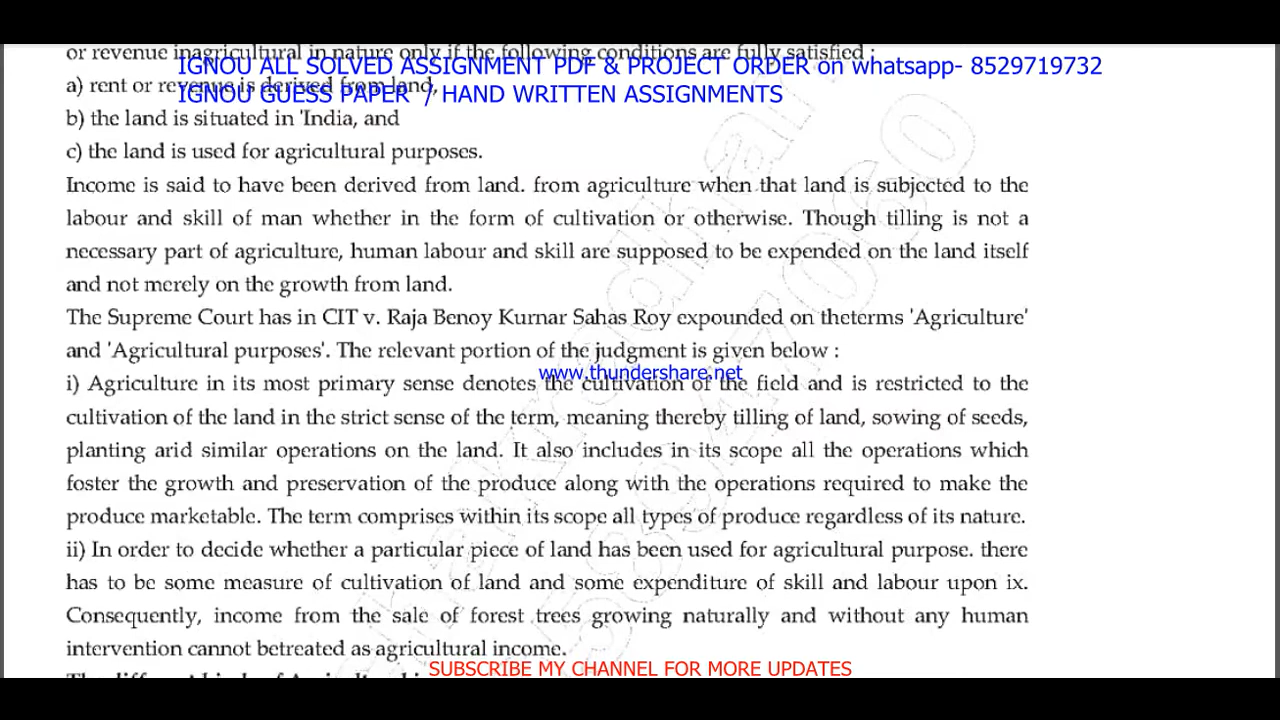 or revenue inagricultural in nature only if the following conditions are fully satisfied :
IGNOU ALL SOLVED ASSIGNMENT PDF & PROJECT ORDER on whatsapp- 8529719732
a) rent or revenue is derived from land,
IGNOU GUESS PAPER / HAND WRITTEN ASSIGNMENTS
b) the land is situated in 'India, and
c) the land is used for agricultural purposes.
Income is said to have been derived from land. from agriculture when that land is subjected to the
labour and skill of man whether in the form of cultivation or otherwise. Though tilling is not a
necessary part of agriculture, human labour and skill are supposed to be expended on the land itself
and not merely on the growth from land.
The Supreme Court has in CIT v. Raja Benoy Kurnar Sahas Roy expounded on theterms 'Agriculture'
and 'Agricultural purposes'. The relevant portion of the judgment is given below :
www.thundershare.net
i) Agriculture in its most primary sense denotes the cultivation of the field and is restricted to the
cultivation of the land in the strict sense of the term, meaning thereby tilling of land, sowing of seeds,
planting arid similar operations on the land. It also includes in its scope all the operations which
foster the growth and preservation of the produce along with the operations required to make the
produce marketable. The term comprises within its scope all types of produce regardless of its nature.
ii) In order to decide whether a particular piece of land has been used for agricultural purpose. there
has to be some measure of cultivation of land and some expenditure of skill and labour upon ix.
Consequently, income from the sale of forest trees growing naturally and without any human
intervention cannot betreated as agricultural income.
SUBSCRIBE MY CHANNEL FOR MORE UPDATES